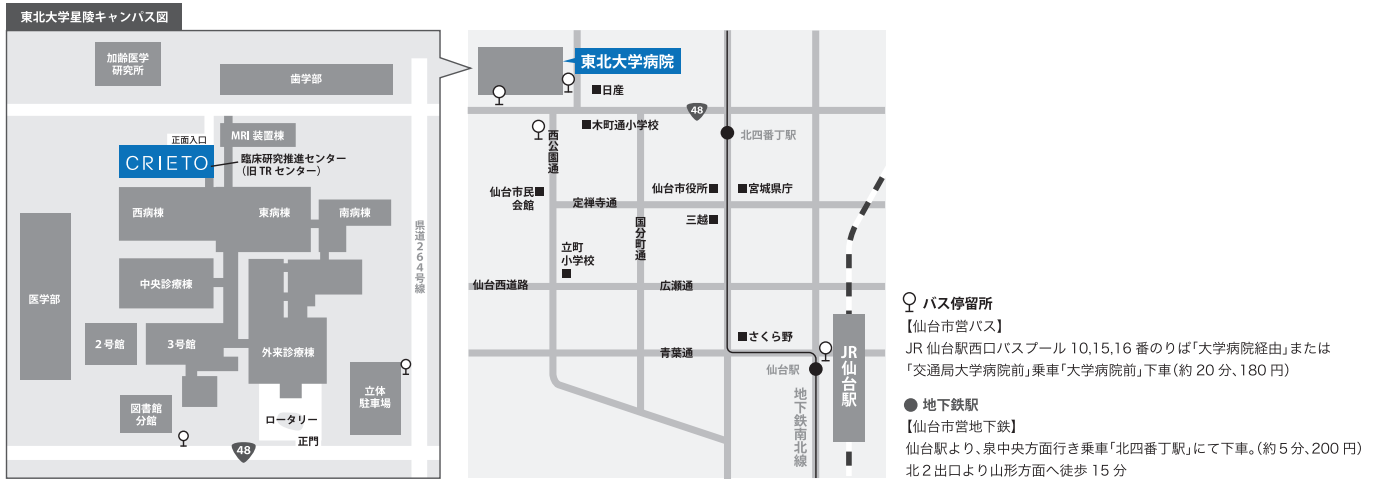 東北大学星陵キャンパス図
加齢医学
研究所
歯学部
正面入口
MRI 装置棟
CRIETO
臨床研究推進センター
（旧 TR センター）
西病棟
東病棟
南病棟
県道264号線
医学部
中央診療棟
2号館
3号館
外来診療棟
立体
駐車場
図書館
分館
ロータリー
正門
48
東北大学病院
■日産
48
■木町通小学校
北四番丁駅
西公園通
仙台市民■
会館
仙台市役所■
■宮城県庁
定禅寺通
三越■
国分町通
立町
小学校
■
仙台西道路
広瀬通
■さくら野
青葉通
仙台駅
JR仙台駅
地下鉄南北線
バス停留所
【仙台市営バス】
JR 仙台駅西口バスプール 10,15,16 番のりば「大学病院経由」または
「交通局大学病院前」乗車「大学病院前」下車（約 20 分、180 円）
● 地下鉄駅
【仙台市営地下鉄】
仙台駅より、泉中央方面行き乗車「北四番丁駅」にて下車。（約５分、200 円）
北２出口より山形方面へ徒歩 15 分